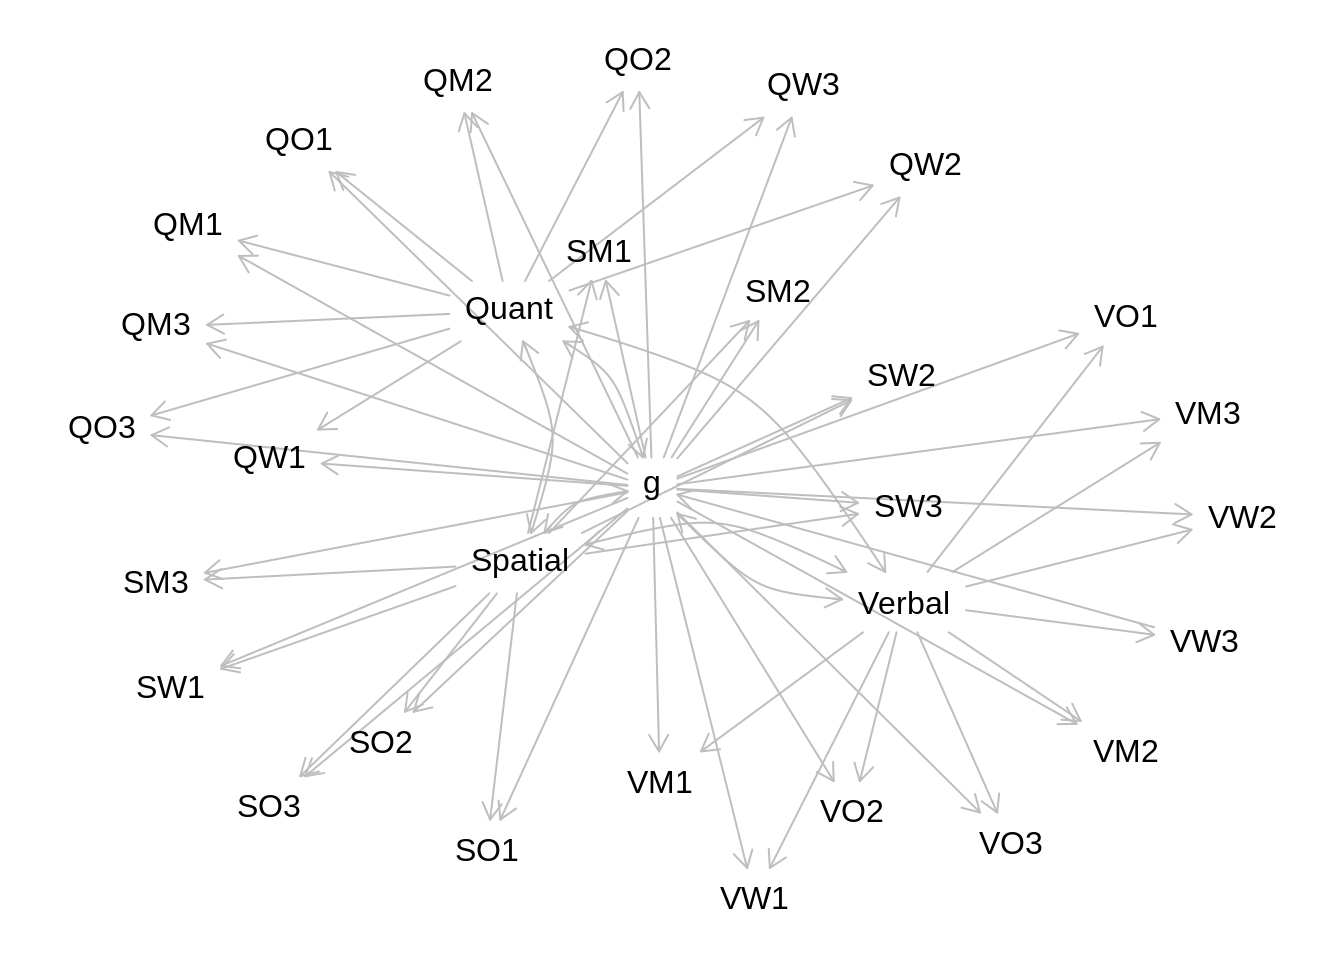 QO2
QM2
QW3
QO1
QW2
QM1
SM1
SM2
Quant
VO1
QM3
SW2
VM3
QO3
QW1
g
SW3
VW2
Spatial
SM3
Verbal
VW3
SW1
SO2
VM2
VM1
SO3
VO2
VO3
SO1
VW1